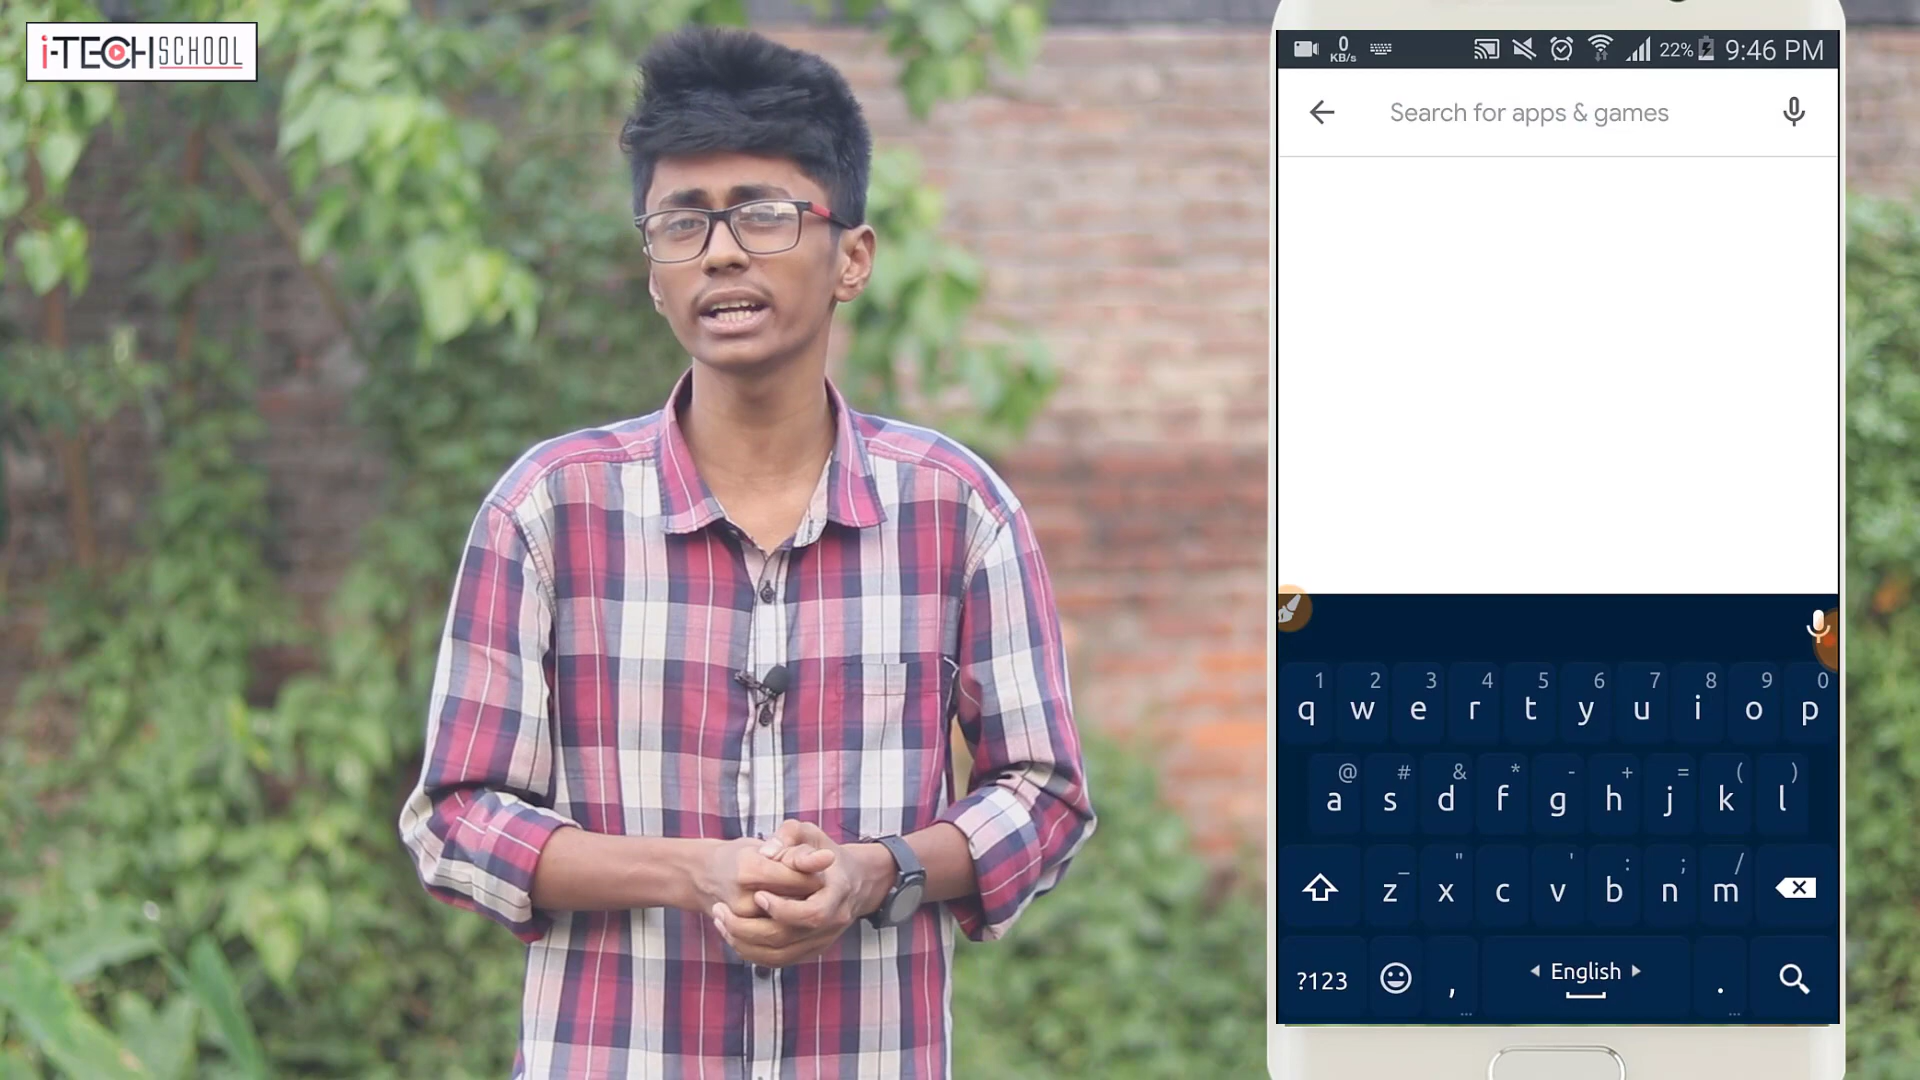 i-TECH SCHOOL
0
KB/s
22%
9:46 PM
Search for apps & games
1 2 3 4 5 6 7 8 9 0
q w e r t y u i o p
@ # & * - + = ( )
a s d f g h j k l
_ " ' : ; /
z x c v b n m
?123 , English .